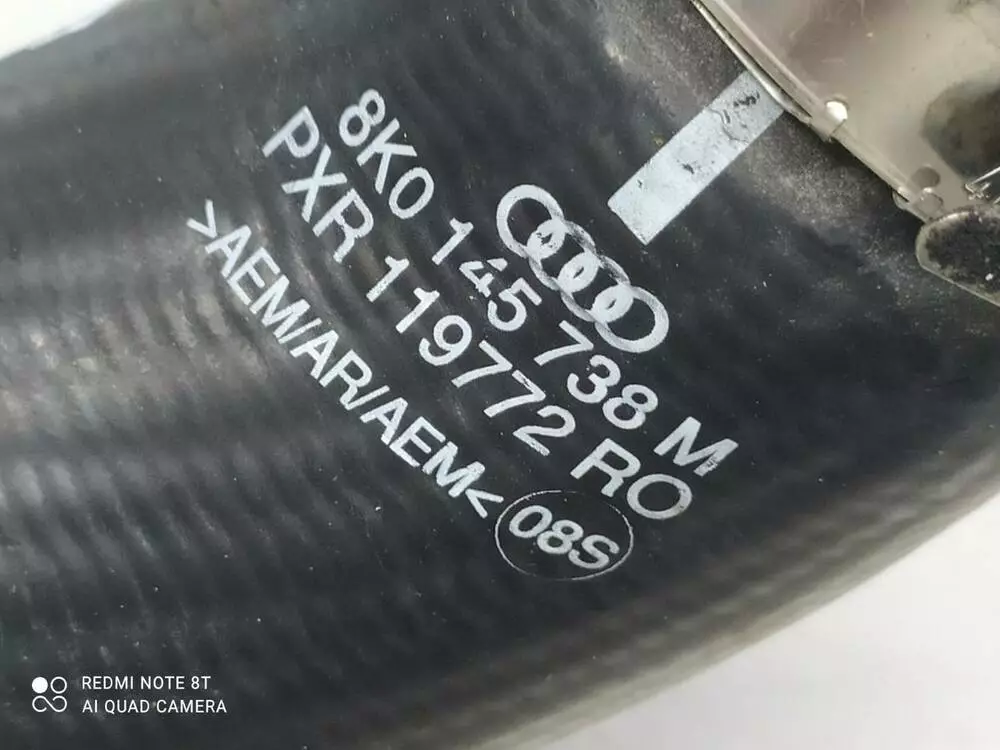 8K0 145 738 M
PXR 119772 RO
>AEM/AR/AEM<
08S
REDMI NOTE 8T
AI QUAD CAMERA